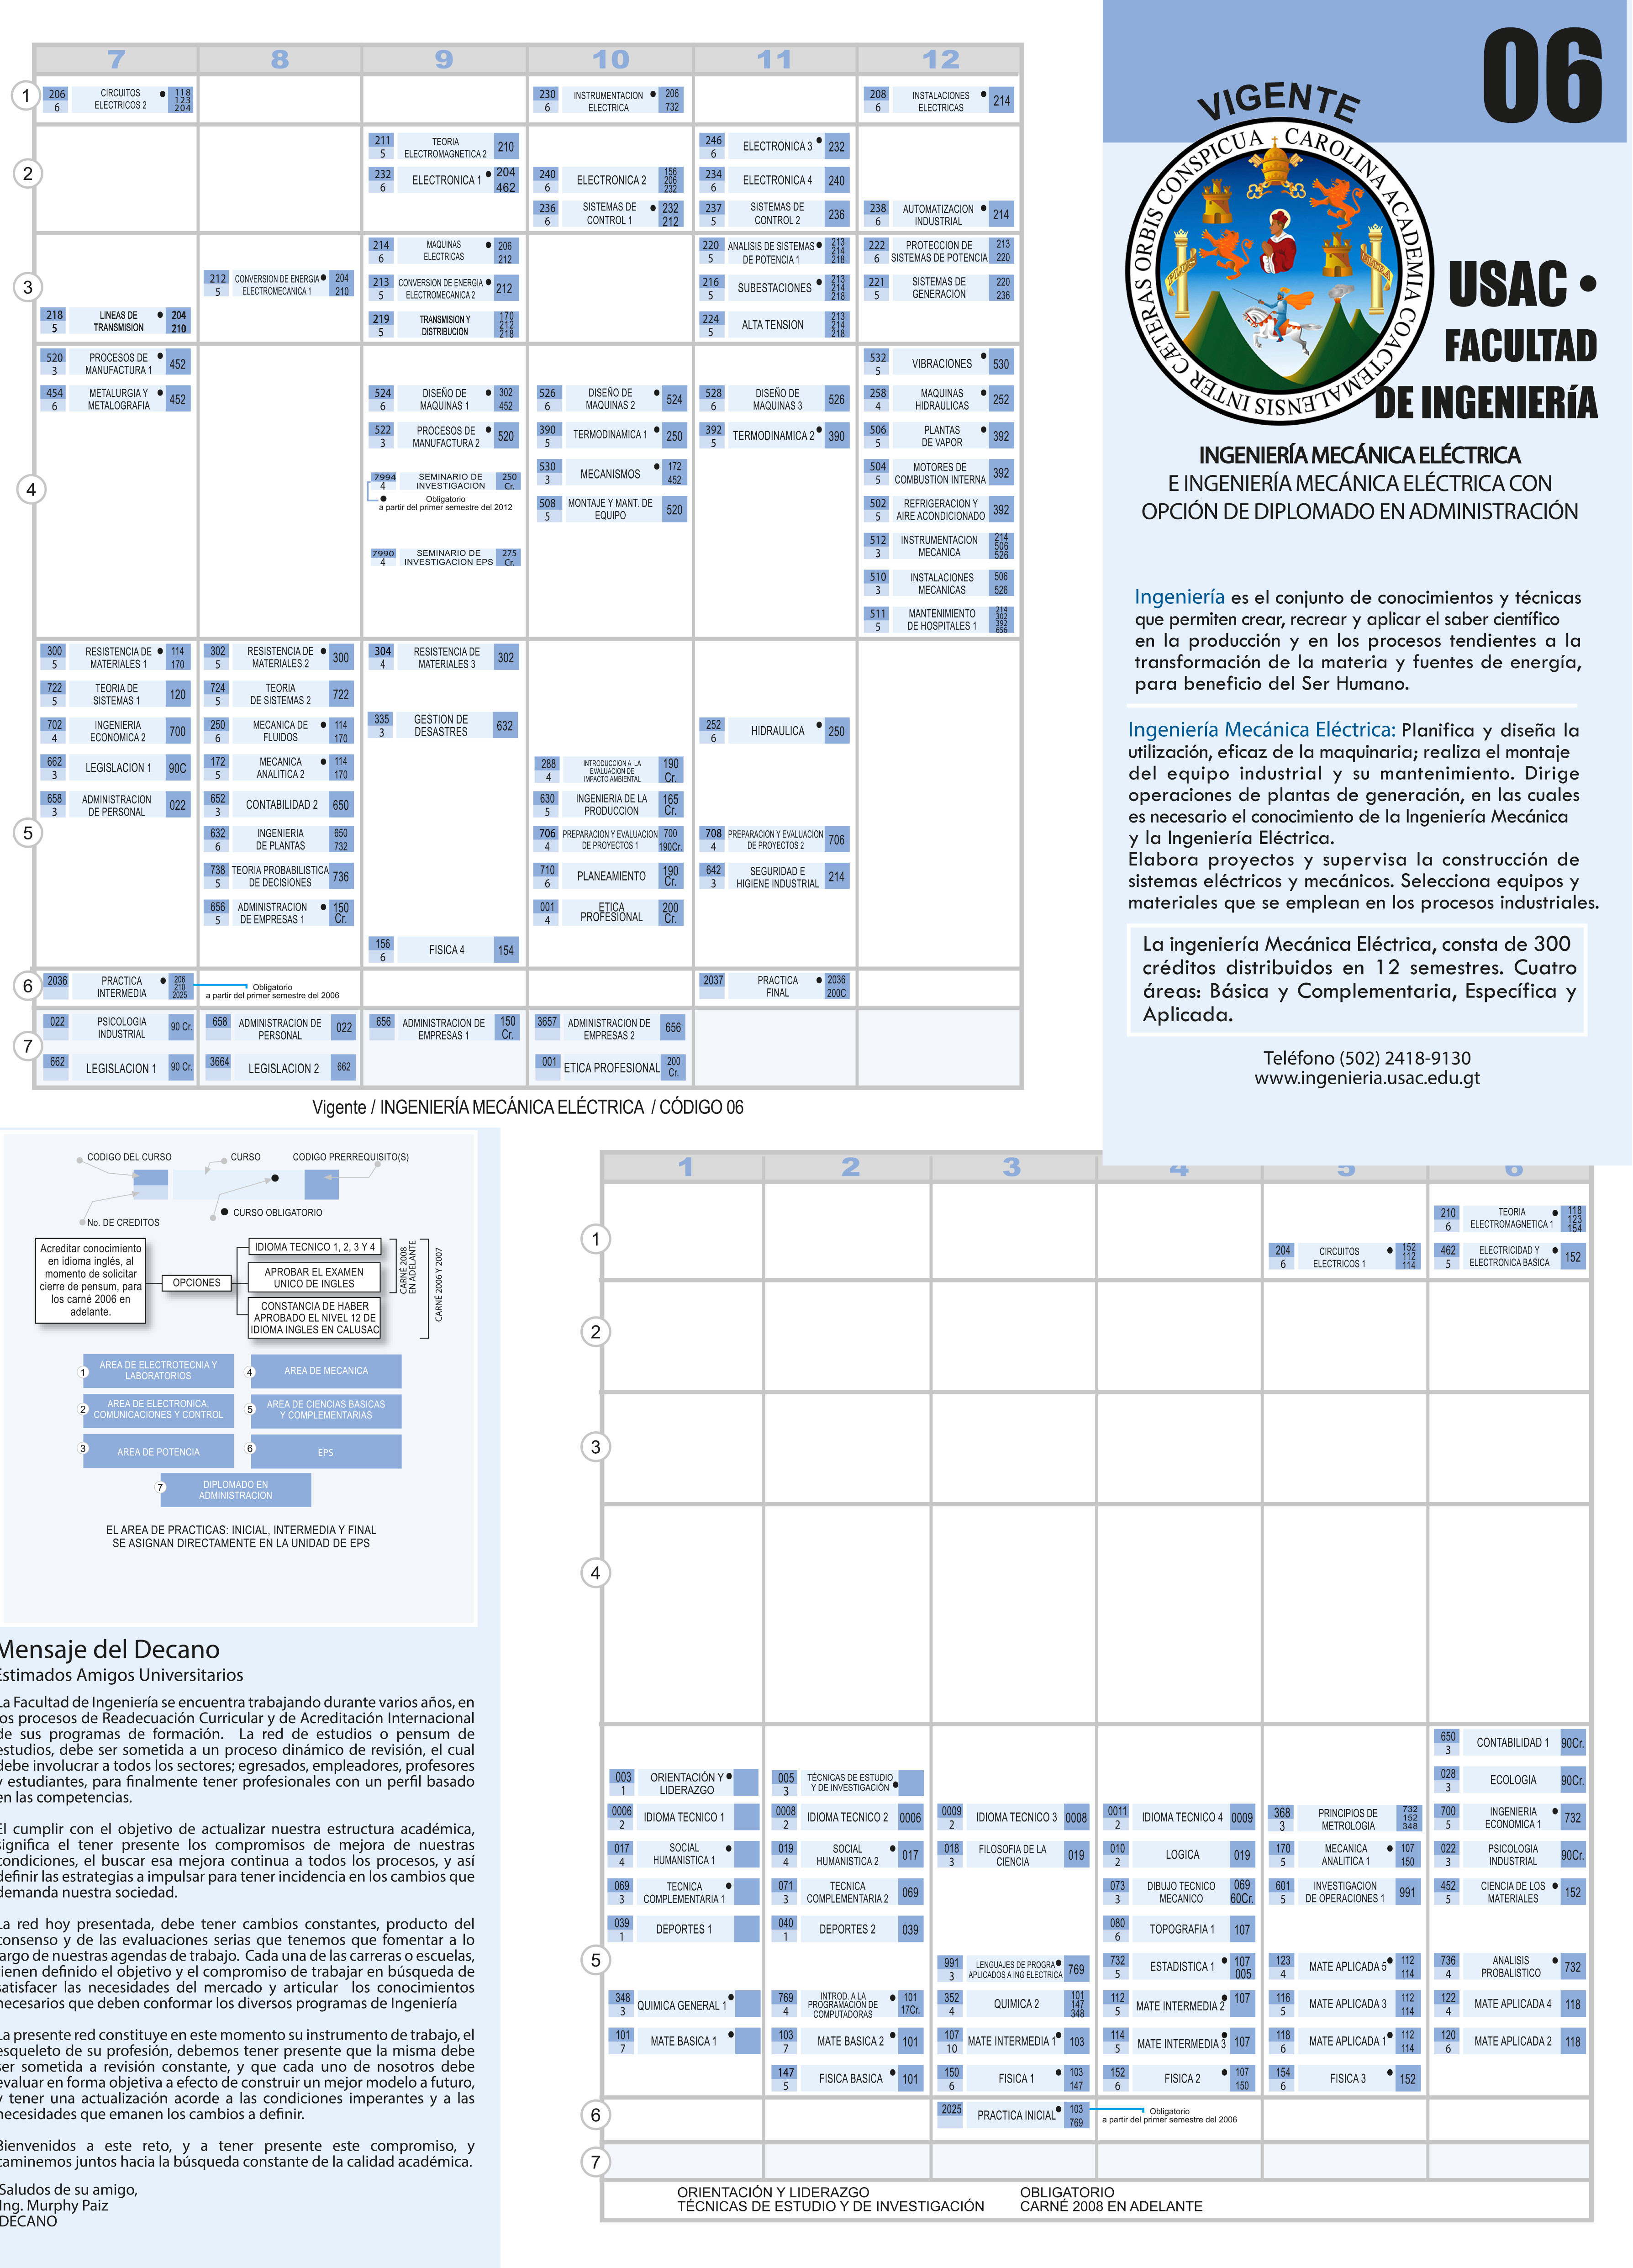 7 8 9 10 11 12
1
206 6 CIRCUITOS ELECTRICOS 2 • 118 123 204
230 6 INSTRUMENTACION ELECTRICA • 206 732
208 6 INSTALACIONES ELECTRICAS 214
2
211 5 TEORIA ELECTROMAGNETICA 2 210
246 6 ELECTRONICA 3 • 232
232 6 ELECTRONICA 1 • 204 462
240 6 ELECTRONICA 2 156 206 232
234 6 ELECTRONICA 4 240
236 6 SISTEMAS DE CONTROL 1 • 232 212
237 5 SISTEMAS DE CONTROL 2 236
238 6 AUTOMATIZACION INDUSTRIAL • 214
3
214 6 MAQUINAS ELECTRICAS • 206 212
220 5 ANALISIS DE SISTEMAS DE POTENCIA 1 • 213 214 218
222 6 PROTECCION DE SISTEMAS DE POTENCIA 213 220
212 5 CONVERSION DE ENERGIA ELECTROMECANICA 1 • 204 210
213 5 CONVERSION DE ENERGIA ELECTROMECANICA 2 • 212
216 5 SUBESTACIONES • 213 214 218
221 5 SISTEMAS DE GENERACION 220 236
218 5 LINEAS DE TRANSMISION • 204 210
219 5 TRANSMISION Y DISTRIBUCION 170 212 218
224 5 ALTA TENSION 213 214 218
4
520 3 PROCESOS DE MANUFACTURA 1 • 452
532 5 VIBRACIONES • 530
454 6 METALURGIA Y METALOGRAFIA • 452
524 6 DISEÑO DE MAQUINAS 1 • 302 452
526 6 DISEÑO DE MAQUINAS 2 • 524
528 6 DISEÑO DE MAQUINAS 3 526
258 4 MAQUINAS HIDRAULICAS • 252
522 3 PROCESOS DE MANUFACTURA 2 • 520
390 5 TERMODINAMICA 1 • 250
392 5 TERMODINAMICA 2 • 390
506 5 PLANTAS DE VAPOR • 392
7994 4 SEMINARIO DE INVESTIGACION 250 Cr.
• Obligatorio
a partir del primer semestre del 2012
530 3 MECANISMOS • 172 452
504 5 MOTORES DE COMBUSTION INTERNA 392
508 5 MONTAJE Y MANT. DE EQUIPO 520
502 5 REFRIGERACION Y AIRE ACONDICIONADO 392
7990 4 SEMINARIO DE INVESTIGACION EPS 275 Cr.
512 3 INSTRUMENTACION MECANICA 214 506 526
510 3 INSTALACIONES MECANICAS 506 526
511 5 MANTENIMIENTO DE HOSPITALES 1 214 302 392 656
5
300 5 RESISTENCIA DE MATERIALES 1 • 114 170
302 5 RESISTENCIA DE MATERIALES 2 • 300
304 4 RESISTENCIA DE MATERIALES 3 302
722 5 TEORIA DE SISTEMAS 1 120
724 5 TEORIA DE SISTEMAS 2 722
702 4 INGENIERIA ECONOMICA 2 700
250 6 MECANICA DE FLUIDOS • 114 170
335 3 GESTION DE DESASTRES 632
252 6 HIDRAULICA • 250
662 3 LEGISLACION 1 90C
172 5 MECANICA ANALITICA 2 • 114 170
288 4 INTRODUCCION A LA EVALUACION DE IMPACTO AMBIENTAL 190 Cr.
658 3 ADMINISTRACION DE PERSONAL 022
652 3 CONTABILIDAD 2 650
630 5 INGENIERIA DE LA PRODUCCION 165 Cr.
632 6 INGENIERIA DE PLANTAS 650 732
706 4 PREPARACION Y EVALUACION DE PROYECTOS 1 700 190Cr.
708 4 PREPARACION Y EVALUACION DE PROYECTOS 2 706
738 5 TEORIA PROBABILISTICA DE DECISIONES 736
710 6 PLANEAMIENTO 190 Cr.
642 3 SEGURIDAD E HIGIENE INDUSTRIAL 214
656 5 ADMINISTRACION DE EMPRESAS 1 • 150 Cr.
001 4 ETICA PROFESIONAL 200 Cr.
156 6 FISICA 4 154
6
2036 PRACTICA INTERMEDIA • 206 210 2025
Obligatorio
a partir del primer semestre del 2006
2037 PRACTICA FINAL • 2036 200C
7
022 PSICOLOGIA INDUSTRIAL 90 Cr.
658 ADMINISTRACION DE PERSONAL 022
656 ADMINISTRACION DE EMPRESAS 1 150 Cr.
3657 ADMINISTRACION DE EMPRESAS 2 656
662 LEGISLACION 1 90 Cr.
3664 LEGISLACION 2 662
001 ETICA PROFESIONAL 200 Cr.
Vigente / INGENIERÍA MECÁNICA ELÉCTRICA / CÓDIGO 06
06
VIGENTE
CAROLINA ACADEMIA COACTEMALENSIS INTER CÆTERAS ORBIS CONSPICUA
USAC •
FACULTAD
DE INGENIERíA
INGENIERÍA MECÁNICA ELÉCTRICA
E INGENIERÍA MECÁNICA ELÉCTRICA CON
OPCIÓN DE DIPLOMADO EN ADMINISTRACIÓN
Ingeniería es el conjunto de conocimientos y técnicas
que permiten crear, recrear y aplicar el saber científico
en la producción y en los procesos tendientes a la
transformación de la materia y fuentes de energía,
para beneficio del Ser Humano.
Ingeniería Mecánica Eléctrica: Planifica y diseña la
utilización, eficaz de la maquinaria; realiza el montaje
del equipo industrial y su mantenimiento. Dirige
operaciones de plantas de generación, en las cuales
es necesario el conocimiento de la Ingeniería Mecánica
y la Ingeniería Eléctrica.
Elabora proyectos y supervisa la construcción de
sistemas eléctricos y mecánicos. Selecciona equipos y
materiales que se emplean en los procesos industriales.
La ingeniería Mecánica Eléctrica, consta de 300
créditos distribuidos en 12 semestres. Cuatro
áreas: Básica y Complementaria, Específica y
Aplicada.
Teléfono (502) 2418-9130
www.ingenieria.usac.edu.gt
CODIGO DEL CURSO CURSO CODIGO PRERREQUISITO(S)
No. DE CREDITOS • CURSO OBLIGATORIO
Acreditar conocimiento
en idioma inglés, al
momento de solicitar
cierre de pensum, para
los carné 2006 en
adelante.
OPCIONES
IDIOMA TECNICO 1, 2, 3 Y 4
APROBAR EL EXAMEN
UNICO DE INGLES
CONSTANCIA DE HABER
APROBADO EL NIVEL 12 DE
IDIOMA INGLES EN CALUSAC
CARNÉ 2008
EN ADELANTE
CARNÉ 2006 Y 2007
1 AREA DE ELECTROTECNIA Y LABORATORIOS
4 AREA DE MECANICA
2 AREA DE ELECTRONICA, COMUNICACIONES Y CONTROL
5 AREA DE CIENCIAS BASICAS Y COMPLEMENTARIAS
3 AREA DE POTENCIA
6 EPS
7 DIPLOMADO EN ADMINISTRACION
EL AREA DE PRACTICAS: INICIAL, INTERMEDIA Y FINAL
SE ASIGNAN DIRECTAMENTE EN LA UNIDAD DE EPS
Mensaje del Decano
Estimados Amigos Universitarios
La Facultad de Ingeniería se encuentra trabajando durante varios años, en
los procesos de Readecuación Curricular y de Acreditación Internacional
de sus programas de formación. La red de estudios o pensum de
estudios, debe ser sometida a un proceso dinámico de revisión, el cual
debe involucrar a todos los sectores; egresados, empleadores, profesores
y estudiantes, para finalmente tener profesionales con un perfil basado
en las competencias.
El cumplir con el objetivo de actualizar nuestra estructura académica,
significa el tener presente los compromisos de mejora de nuestras
condiciones, el buscar esa mejora continua a todos los procesos, y así
definir las estrategias a impulsar para tener incidencia en los cambios que
demanda nuestra sociedad.
La red hoy presentada, debe tener cambios constantes, producto del
consenso y de las evaluaciones serias que tenemos que fomentar a lo
largo de nuestras agendas de trabajo. Cada una de las carreras o escuelas,
tienen definido el objetivo y el compromiso de trabajar en búsqueda de
satisfacer las necesidades del mercado y articular los conocimientos
necesarios que deben conformar los diversos programas de Ingeniería
La presente red constituye en este momento su instrumento de trabajo, el
esqueleto de su profesión, debemos tener presente que la misma debe
ser sometida a revisión constante, y que cada uno de nosotros debe
evaluar en forma objetiva a efecto de construir un mejor modelo a futuro,
y tener una actualización acorde a las condiciones imperantes y a las
necesidades que emanen los cambios a definir.
Bienvenidos a este reto, y a tener presente este compromiso, y
caminemos juntos hacia la búsqueda constante de la calidad académica.
Saludos de su amigo,
Ing. Murphy Paiz
DECANO
1 2 3 4 5 6
1
210 6 TEORIA ELECTROMAGNETICA 1 • 118 123 154
204 6 CIRCUITOS ELECTRICOS 1 • 152 112 114
462 5 ELECTRICIDAD Y ELECTRONICA BASICA • 152
2
3
4
5
650 3 CONTABILIDAD 1 90Cr.
003 1 ORIENTACIÓN Y LIDERAZGO •
005 3 TÉCNICAS DE ESTUDIO Y DE INVESTIGACIÓN •
028 3 ECOLOGIA 90Cr.
0006 2 IDIOMA TECNICO 1
0008 2 IDIOMA TECNICO 2 0006
0009 2 IDIOMA TECNICO 3 0008
0011 2 IDIOMA TECNICO 4 0009
368 3 PRINCIPIOS DE METROLOGIA 732 152 348
700 5 INGENIERIA ECONOMICA 1 • 732
017 4 SOCIAL HUMANISTICA 1 •
019 4 SOCIAL HUMANISTICA 2 • 017
018 3 FILOSOFIA DE LA CIENCIA 019
010 2 LOGICA 019
170 5 MECANICA ANALITICA 1 • 107 150
022 3 PSICOLOGIA INDUSTRIAL 90Cr.
069 3 TECNICA COMPLEMENTARIA 1 •
071 3 TECNICA COMPLEMENTARIA 2 069
073 3 DIBUJO TECNICO MECANICO 069 60Cr.
601 5 INVESTIGACION DE OPERACIONES 1 991
452 5 CIENCIA DE LOS MATERIALES • 152
039 1 DEPORTES 1
040 1 DEPORTES 2 039
080 6 TOPOGRAFIA 1 107
991 3 LENGUAJES DE PROGRA • APLICADOS A ING ELECTRICA 769
732 5 ESTADISTICA 1 • 107 005
123 4 MATE APLICADA 5 • 112 114
736 4 ANALISIS PROBALISTICO • 732
348 3 QUIMICA GENERAL 1 •
769 4 INTROD. A LA PROGRAMACIÓN DE COMPUTADORAS • 101 17Cr.
352 4 QUIMICA 2 101 147 348
112 5 MATE INTERMEDIA 2 • 107
116 5 MATE APLICADA 3 112 114
122 4 MATE APLICADA 4 118
101 7 MATE BASICA 1 •
103 7 MATE BASICA 2 • 101
107 10 MATE INTERMEDIA 1 • 103
114 5 MATE INTERMEDIA 3 • 107
118 6 MATE APLICADA 1 • 112 114
120 6 MATE APLICADA 2 118
147 5 FISICA BASICA • 101
150 6 FISICA 1 • 103 147
152 6 FISICA 2 • 107 150
154 6 FISICA 3 • 152
6
2025 PRACTICA INICIAL • 103 769
Obligatorio
a partir del primer semestre del 2006
7
ORIENTACIÓN Y LIDERAZGO OBLIGATORIO
TÉCNICAS DE ESTUDIO Y DE INVESTIGACIÓN CARNÉ 2008 EN ADELANTE